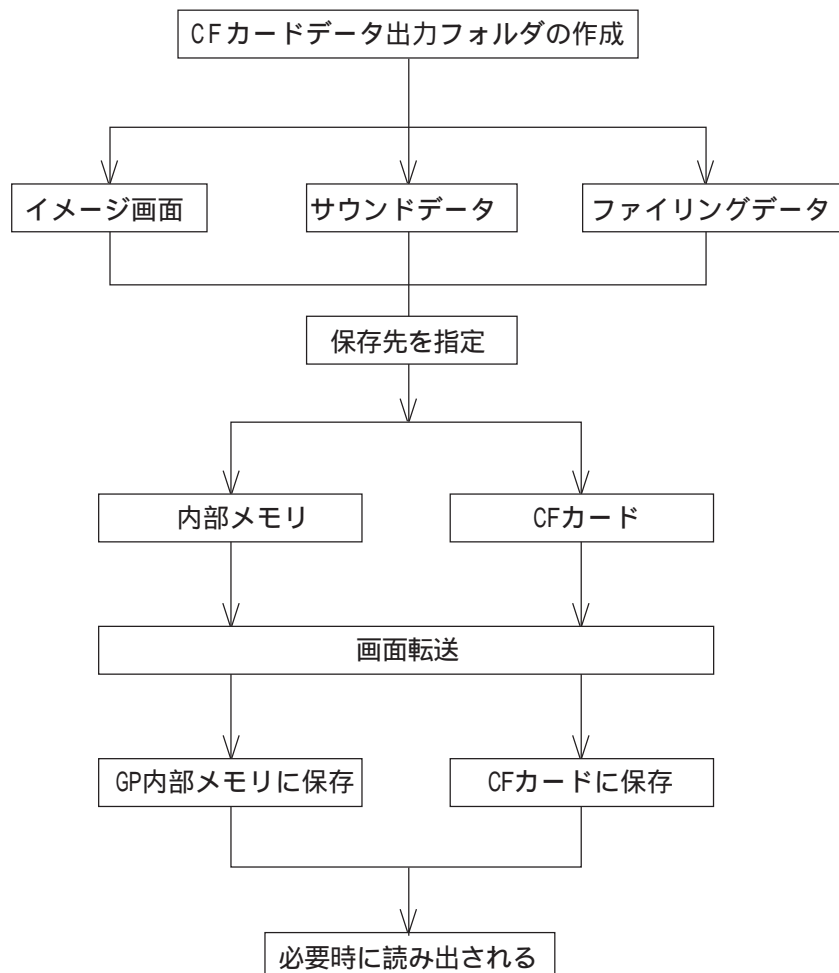 CFカードデータ出力フォルダの作成
イメージ画面
サウンドデータ
ファイリングデータ
保存先を指定
内部メモリ
CFカード
画面転送
GP内部メモリに保存
CFカードに保存
必要時に読み出される